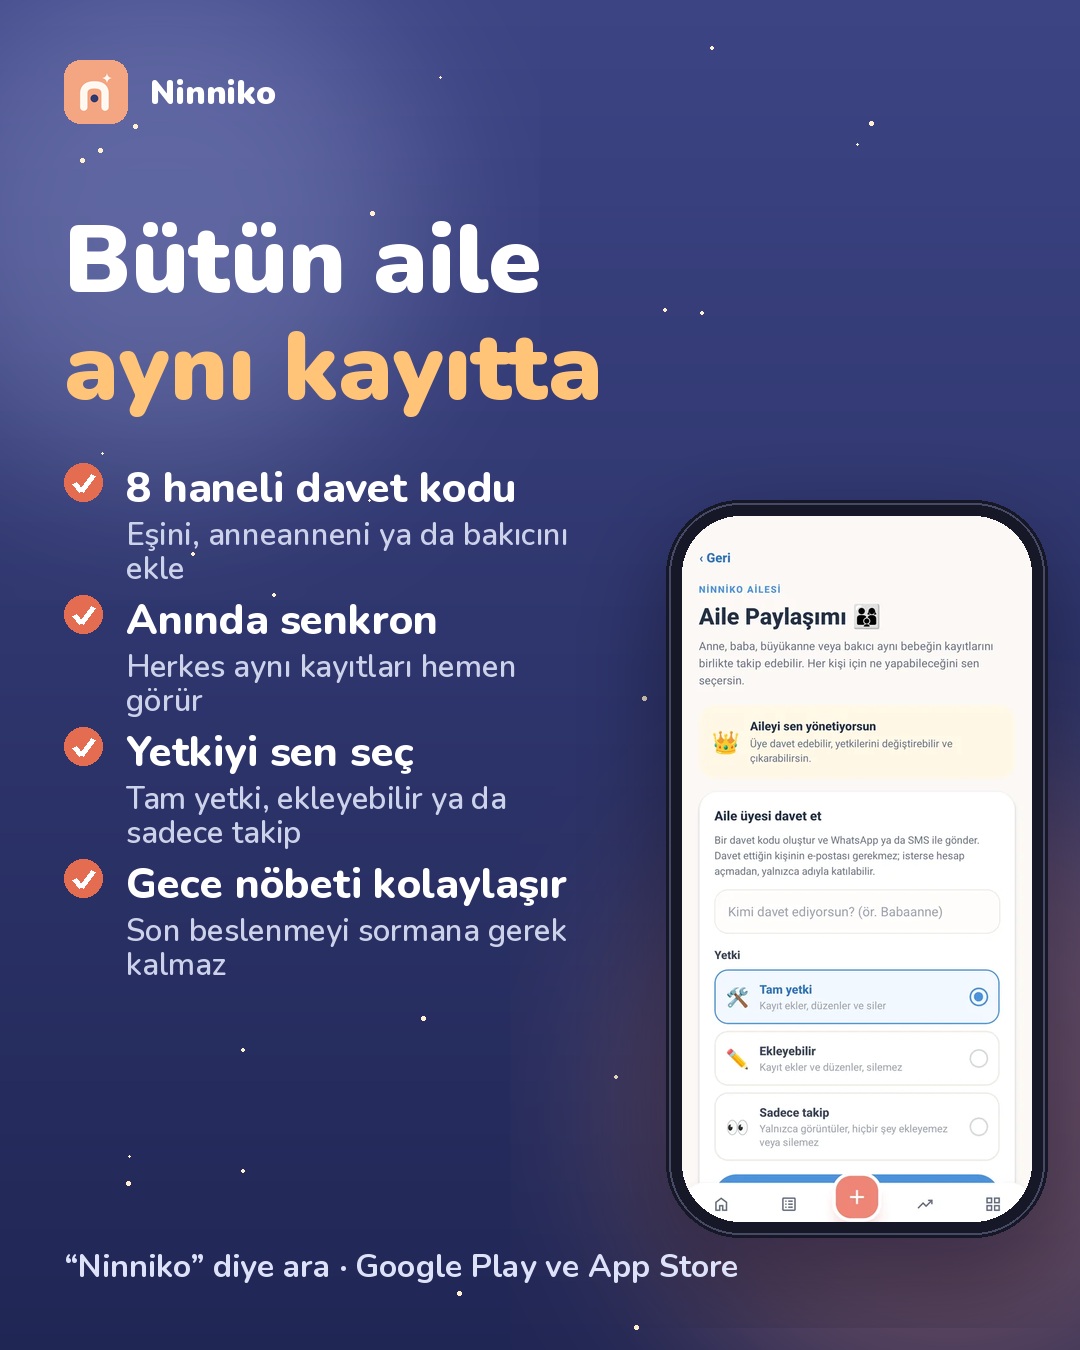 Ninniko
Bütün aile
aynı kayıtta
8 haneli davet kodu
Eşini, anneanneni ya da bakıcını
ekle
Anında senkron
Herkes aynı kayıtları hemen
görür
Yetkiyi sen seç
Tam yetki, ekleyebilir ya da
sadece takip
Gece nöbeti kolaylaşır
Son beslenmeyi sormana gerek
kalmaz
‹ Geri
NİNNİKO AİLESİ
Aile Paylaşımı
Anne, baba, büyükanne veya bakıcı aynı bebeğin kayıtlarını
birlikte takip edebilir. Her kişi için ne yapabileceğini sen
seçersin.
Aileyi sen yönetiyorsun
Üye davet edebilir, yetkilerini değiştirebilir ve
çıkarabilirsin.
Aile üyesi davet et
Bir davet kodu oluştur ve WhatsApp ya da SMS ile gönder.
Davet ettiğin kişinin e-postası gerekmez; isterse hesap
açmadan, yalnızca adıyla katılabilir.
Kimi davet ediyorsun? (ör. Babaanne)
Yetki
Tam yetki
Kayıt ekler, düzenler ve siler
Ekleyebilir
Kayıt ekler ve düzenler, silemez
Sadece takip
Yalnızca görüntüler, hiçbir şey ekleyemez
veya silemez
“Ninniko” diye ara · Google Play ve App Store